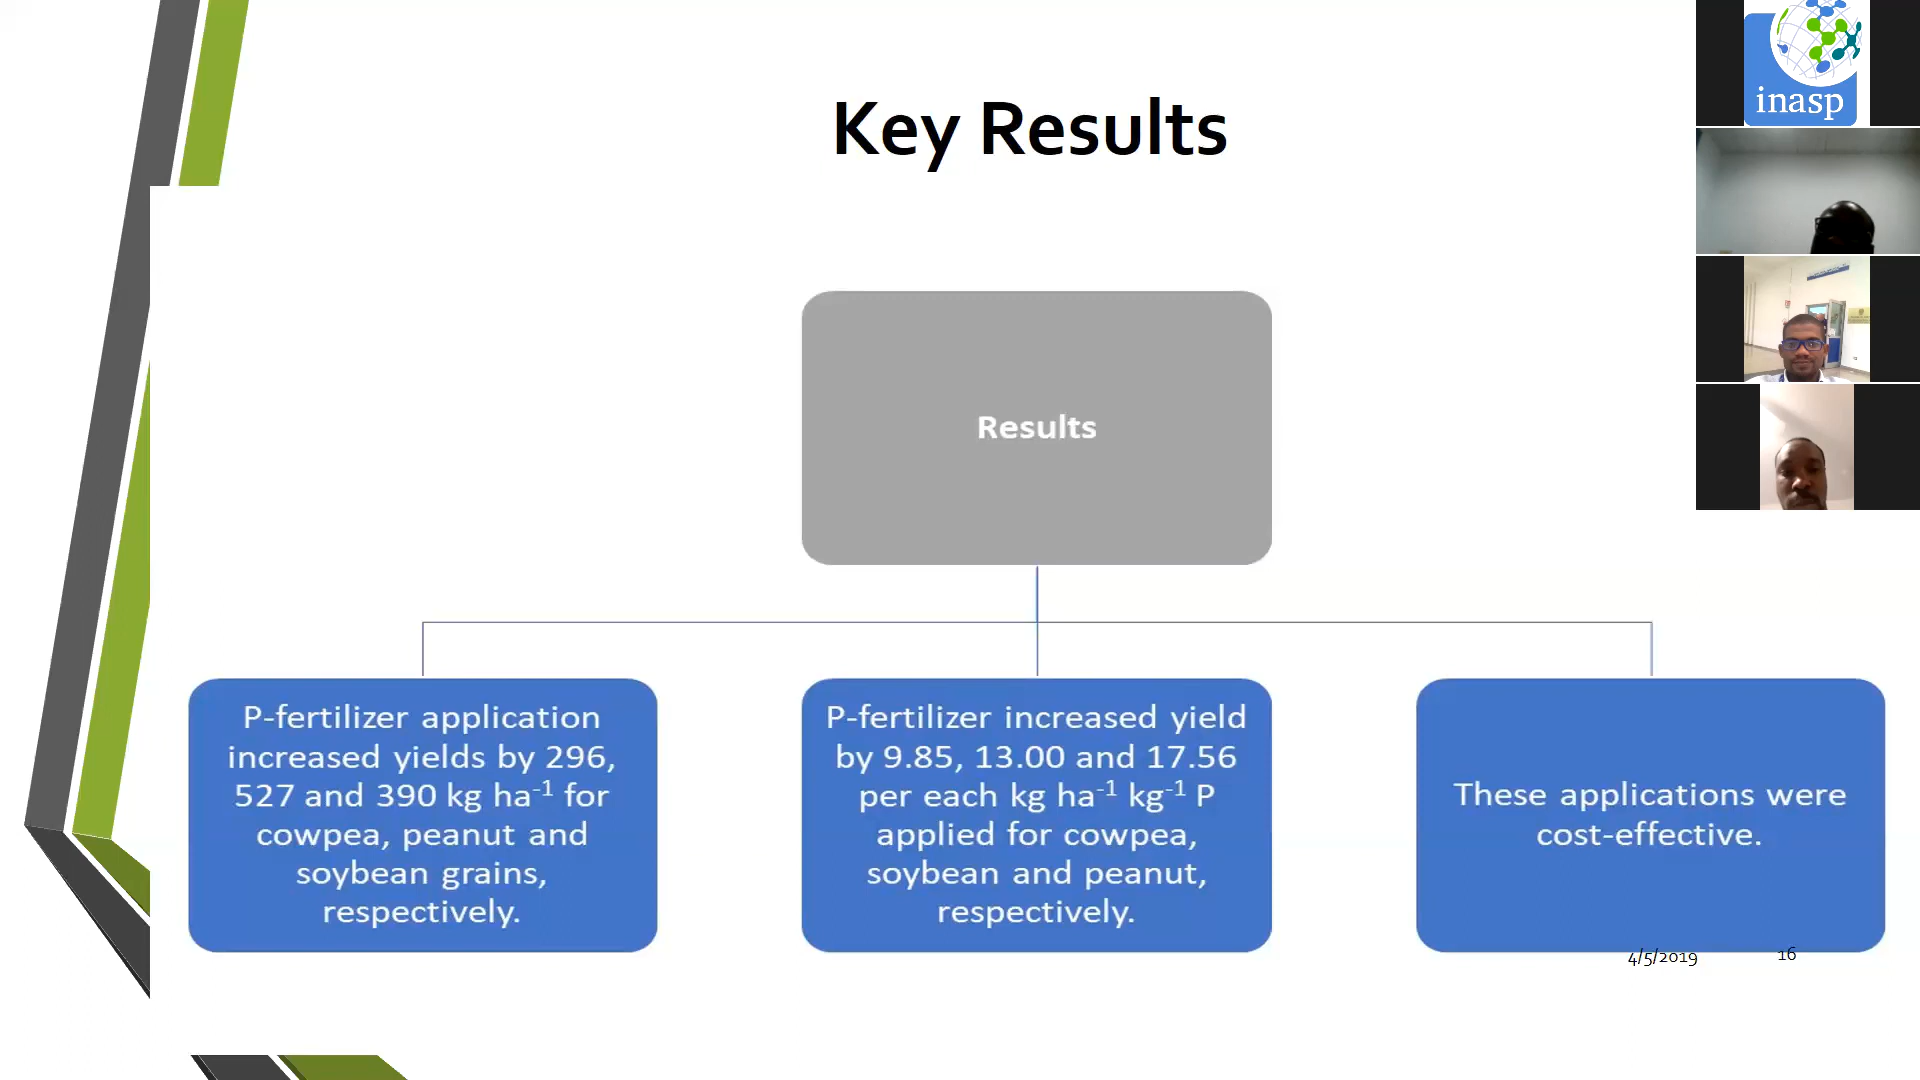 Key Results
inasp
Results
P-fertilizer application
increased yields by 296,
527 and 390 kg ha⁻¹ for
cowpea, peanut and
soybean grains,
respectively.
P-fertilizer increased yield
by 9.85, 13.00 and 17.56
per each kg ha⁻¹ kg⁻¹ P
applied for cowpea,
soybean and peanut,
respectively.
These applications were
cost-effective.
4/5/2019
16